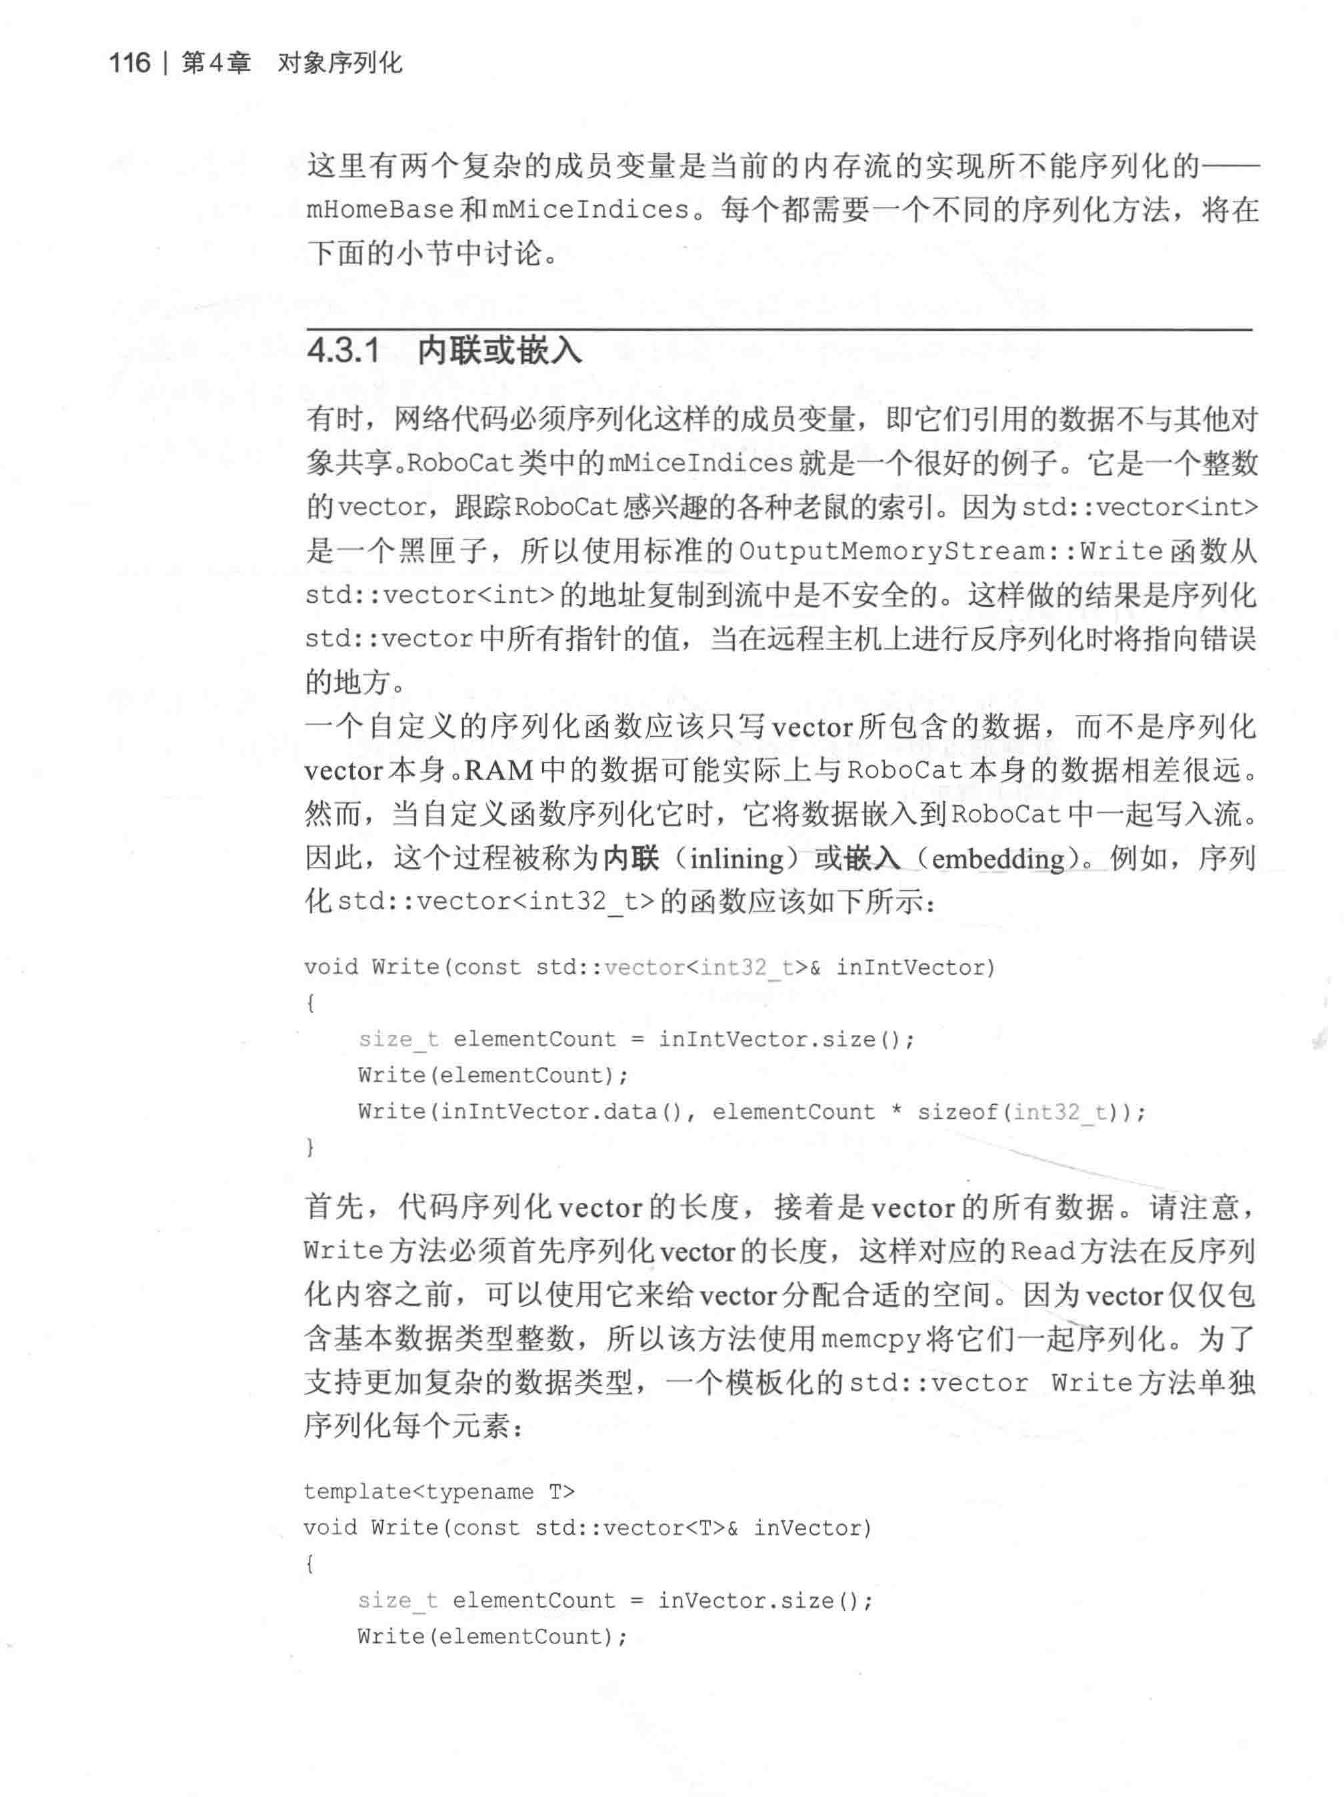 116 | 第4章 对象序列化
这里有两个复杂的成员变量是当前的内存流的实现所不能序列化的——
mHomeBase和mMiceIndices。每个都需要一个不同的序列化方法，将在
下面的小节中讨论。
4.3.1 内联或嵌入
有时，网络代码必须序列化这样的成员变量，即它们引用的数据不与其他对
象共享。RoboCat类中的mMiceIndices就是一个很好的例子。它是一个整数
的vector，跟踪RoboCat感兴趣的各种老鼠的索引。因为std::vector<int>
是一个黑匣子，所以使用标准的OutputMemoryStream::Write函数从
std::vector<int>的地址复制到流中是不安全的。这样做的结果是序列化
std::vector中所有指针的值，当在远程主机上进行反序列化时将指向错误
的地方。
一个自定义的序列化函数应该只写vector所包含的数据，而不是序列化
vector本身。RAM中的数据可能实际上与RoboCat本身的数据相差很远。
然而，当自定义函数序列化它时，它将数据嵌入到RoboCat中一起写入流。
因此，这个过程被称为内联（inlining）或嵌入（embedding）。例如，序列
化std::vector<int32_t>的函数应该如下所示：
void Write(const std::vector<int32_t>& inIntVector)
{
    size_t elementCount = inIntVector.size();
    Write(elementCount);
    Write(inIntVector.data(), elementCount * sizeof(int32_t));
}
首先，代码序列化vector的长度，接着是vector的所有数据。请注意，
Write方法必须首先序列化vector的长度，这样对应的Read方法在反序列
化内容之前，可以使用它来给vector分配合适的空间。因为vector仅仅包
含基本数据类型整数，所以该方法使用memcpy将它们一起序列化。为了
支持更加复杂的数据类型，一个模板化的std::vector Write方法单独
序列化每个元素：
template<typename T>
void Write(const std::vector<T>& inVector)
{
    size_t elementCount = inVector.size();
    Write(elementCount);